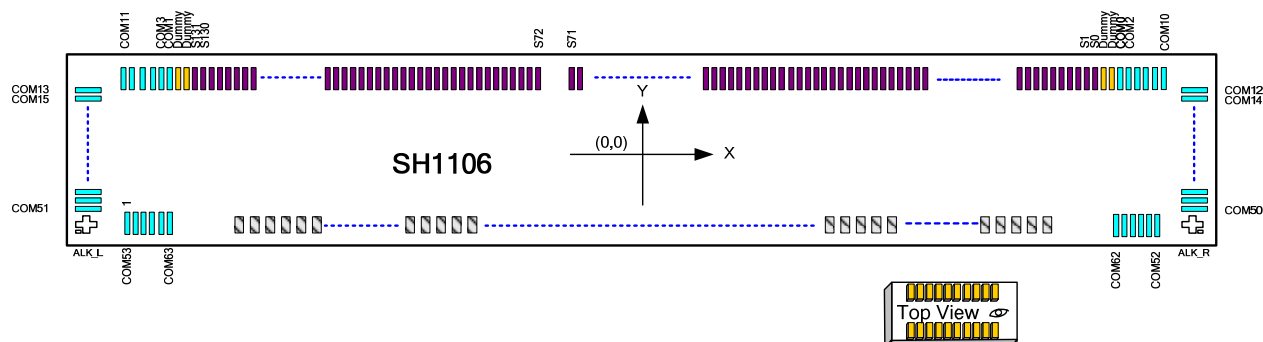 COM11
COM3
COM1
Dummy
Dummy
S131
S130
S72
S71
S1
S0
Dummy
Dummy
COM0
COM2
COM10
COM13
COM15
COM12
COM14
Y
(0,0)
X
SH1106
COM51
1
COM50
ALK_L
COM53
COM63
COM62
COM52
ALK_R
Top View